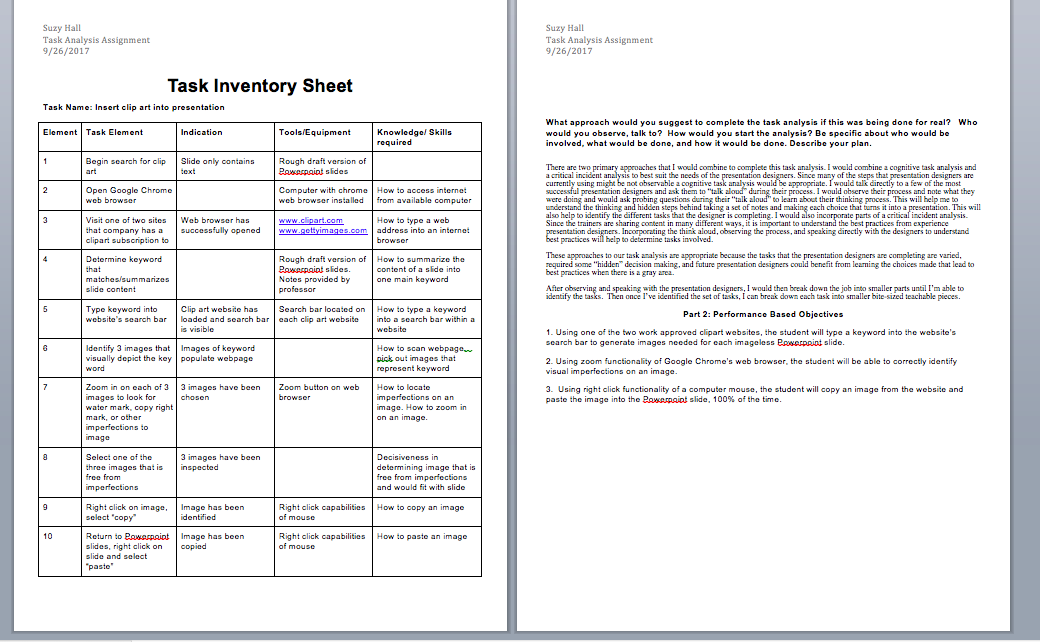 Suzy Hall
Task Analysis Assignment
9/26/2017
Task Inventory Sheet
Task Name: Insert clip art into presentation
Element Task Element Indication Tools/Equipment Knowledge/ Skills
required
1 Begin search for clip Slide only contains Rough draft version of
art text Powerpoint slides
2 Open Google Chrome Computer with chrome How to access internet
web browser web browser installed from available computer
3 Visit one of two sites Web browser has www.clipart.com How to type a web
that company has successfully opened www.gettyimages.com address into an internet
clipart subscription to browser
4 Determine keyword Rough draft version of How to summarize the
that Powerpoint slides. content of a slide into
matches/summarizes Notes provided by one main keyword
slide content professor
5 Type keyword into Clip art website has Search bar located on How to type a keyword
website's search bar loaded and search bar each clip art website into a search bar within a
is visible website
6 Identify 3 images that Images of keyword How to scan webpage,
visually depict the key populate webpage pick out images that
word represent keyword
7 Zoom in on each of 3 3 images have been Zoom button on web How to locate
images to look for chosen browser imperfections on an
water mark, copy right image. How to zoom in
mark, or other on an image.
imperfections to
image
8 Select one of the 3 images have been Decisiveness in
three images that is inspected determining image that is
free from free from imperfections
imperfections and would fit with slide
9 Right click on image, Image has been Right click capabilities How to copy an image
select "copy" identified of mouse
10 Return to Powerpoint Image has been Right click capabilities How to paste an image
slides, right click on copied of mouse
slide and select
"paste"
Suzy Hall
Task Analysis Assignment
9/26/2017
What approach would you suggest to complete the task analysis if this was being done for real? Who
would you observe, talk to? How would you start the analysis? Be specific about who would be
involved, what would be done, and how it would be done. Describe your plan.
There are two primary approaches that I would combine to complete this task analysis. I would combine a cognitive task analysis and
a critical incident analysis to best suit the needs of the presentation designers. Since many of the steps that presentation designers are
currently using might be not observable a cognitive task analysis would be appropriate. I would talk directly to a few of the most
successful presentation designers and ask them to "talk aloud" during their process. I would observe their process and note what they
were doing and would ask probing questions during their "talk aloud" to learn about their thinking process. This will help me to
understand the thinking and hidden steps behind taking a set of notes and making each choice that turns it into a presentation. This will
also help to identify the different tasks that the designer is completing. I would also incorporate parts of a critical incident analysis.
Since the trainers are sharing content in many different ways, it is important to understand the best practices from experience
presentation designers. Incorporating the think aloud, observing the process, and speaking directly with the designers to understand
best practices will help to determine tasks involved.
These approaches to our task analysis are appropriate because the tasks that the presentation designers are completing are varied,
required some "hidden" decision making, and future presentation designers could benefit from learning the choices made that lead to
best practices when there is a gray area.
After observing and speaking with the presentation designers, I would then break down the job into smaller parts until I'm able to
identify the tasks. Then once I've identified the set of tasks, I can break down each task into smaller bite-sized teachable pieces.
Part 2: Performance Based Objectives
1. Using one of the two work approved clipart websites, the student will type a keyword into the website's
search bar to generate images needed for each imageless Powerpoint slide.
2. Using zoom functionality of Google Chrome's web browser, the student will be able to correctly identify
visual imperfections on an image.
3. Using right click functionality of a computer mouse, the student will copy an image from the website and
paste the image into the Powerpoint slide, 100% of the time.